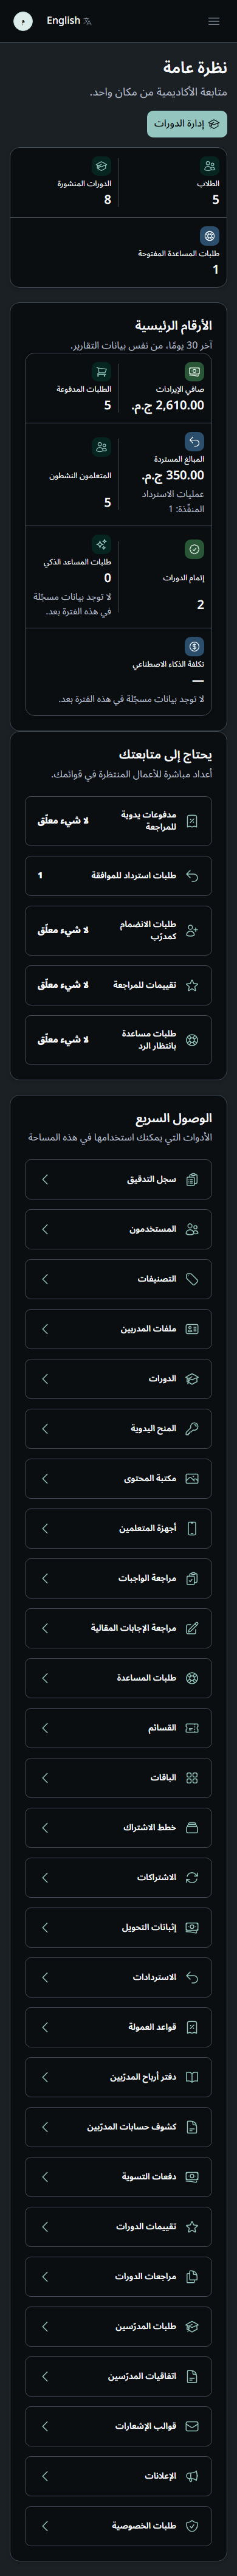 م
English
نظرة عامة
متابعة الأكاديمية من مكان واحد.
إدارة الدورات
الطلاب
5
الدورات المنشورة
8
طلبات المساعدة المفتوحة
1
الأرقام الرئيسية
آخر 30 يومًا، من نفس بيانات التقارير.
صافي الإيرادات
2,610.00 ج.م.
الطلبات المدفوعة
5
المبالغ المستردة
350.00 ج.م.
عمليات الاسترداد
المنفّذة: 1
المتعلمون النشطون
5
إتمام الدورات
2
طلبات المساعد الذكي
0
لا توجد بيانات مسجّلة
في هذه الفترة بعد.
تكلفة الذكاء الاصطناعي
—
لا توجد بيانات مسجّلة في هذه الفترة بعد.
يحتاج إلى متابعتك
أعداد مباشرة للأعمال المنتظرة في قوائمك.
مدفوعات يدوية
للمراجعة
لا شيء معلّق
طلبات استرداد للموافقة
1
طلبات الانضمام
كمدرّب
لا شيء معلّق
تقييمات للمراجعة
لا شيء معلّق
طلبات مساعدة
بانتظار الرد
لا شيء معلّق
الوصول السريع
الأدوات التي يمكنك استخدامها في هذه المساحة
سجل التدقيق
المستخدمون
التصنيفات
ملفات المدربين
الدورات
المنح اليدوية
مكتبة المحتوى
أجهزة المتعلمين
مراجعة الواجبات
مراجعة الإجابات المقالية
طلبات المساعدة
القسائم
الباقات
خطط الاشتراك
الاشتراكات
إثباتات التحويل
الاستردادات
قواعد العمولة
دفتر أرباح المدرّبين
كشوف حسابات المدرّبين
دفعات التسوية
تقييمات الدورات
مراجعات الدورات
طلبات المدرّسين
اتفاقيات المدرّسين
قوالب الإشعارات
الإعلانات
طلبات الخصوصية